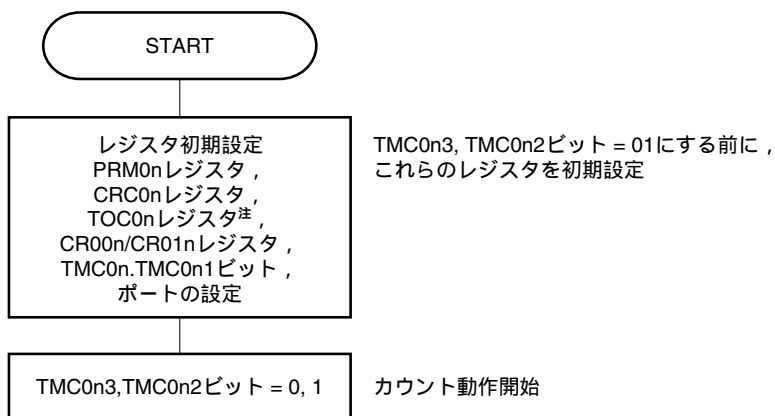 START
レジスタ初期設定
PRM0nレジスタ，
CRC0nレジスタ，
TOC0nレジスタ注，
CR00n/CR01nレジスタ，
TMC0n.TMC0n1ビット，
ポートの設定
TMC0n3, TMC0n2ビット = 01にする前に，
これらのレジスタを初期設定
TMC0n3,TMC0n2ビット = 0, 1
カウント動作開始